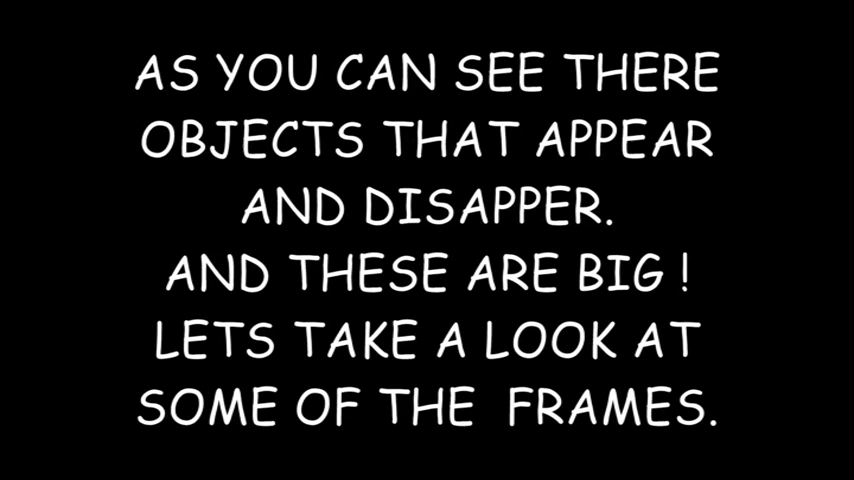 AS YOU CAN SEE THERE
OBJECTS THAT APPEAR
AND DISAPPER.
AND THESE ARE BIG !
LETS TAKE A LOOK AT
SOME OF THE  FRAMES.